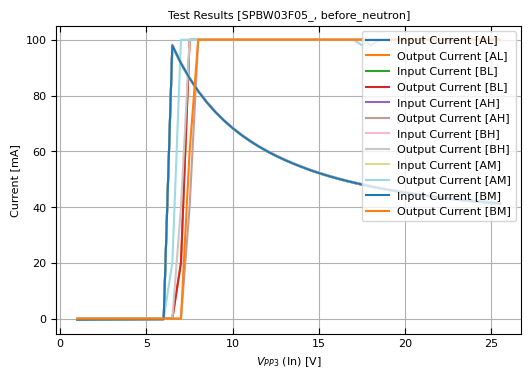 Test Results [SPBW03F05_, before_neutron]
100
80
60
40
20
0
Current [mA]
0 5 10 15 20 25
V_PP3 (In) [V]
Input Current [AL]
Output Current [AL]
Input Current [BL]
Output Current [BL]
Input Current [AH]
Output Current [AH]
Input Current [BH]
Output Current [BH]
Input Current [AM]
Output Current [AM]
Input Current [BM]
Output Current [BM]